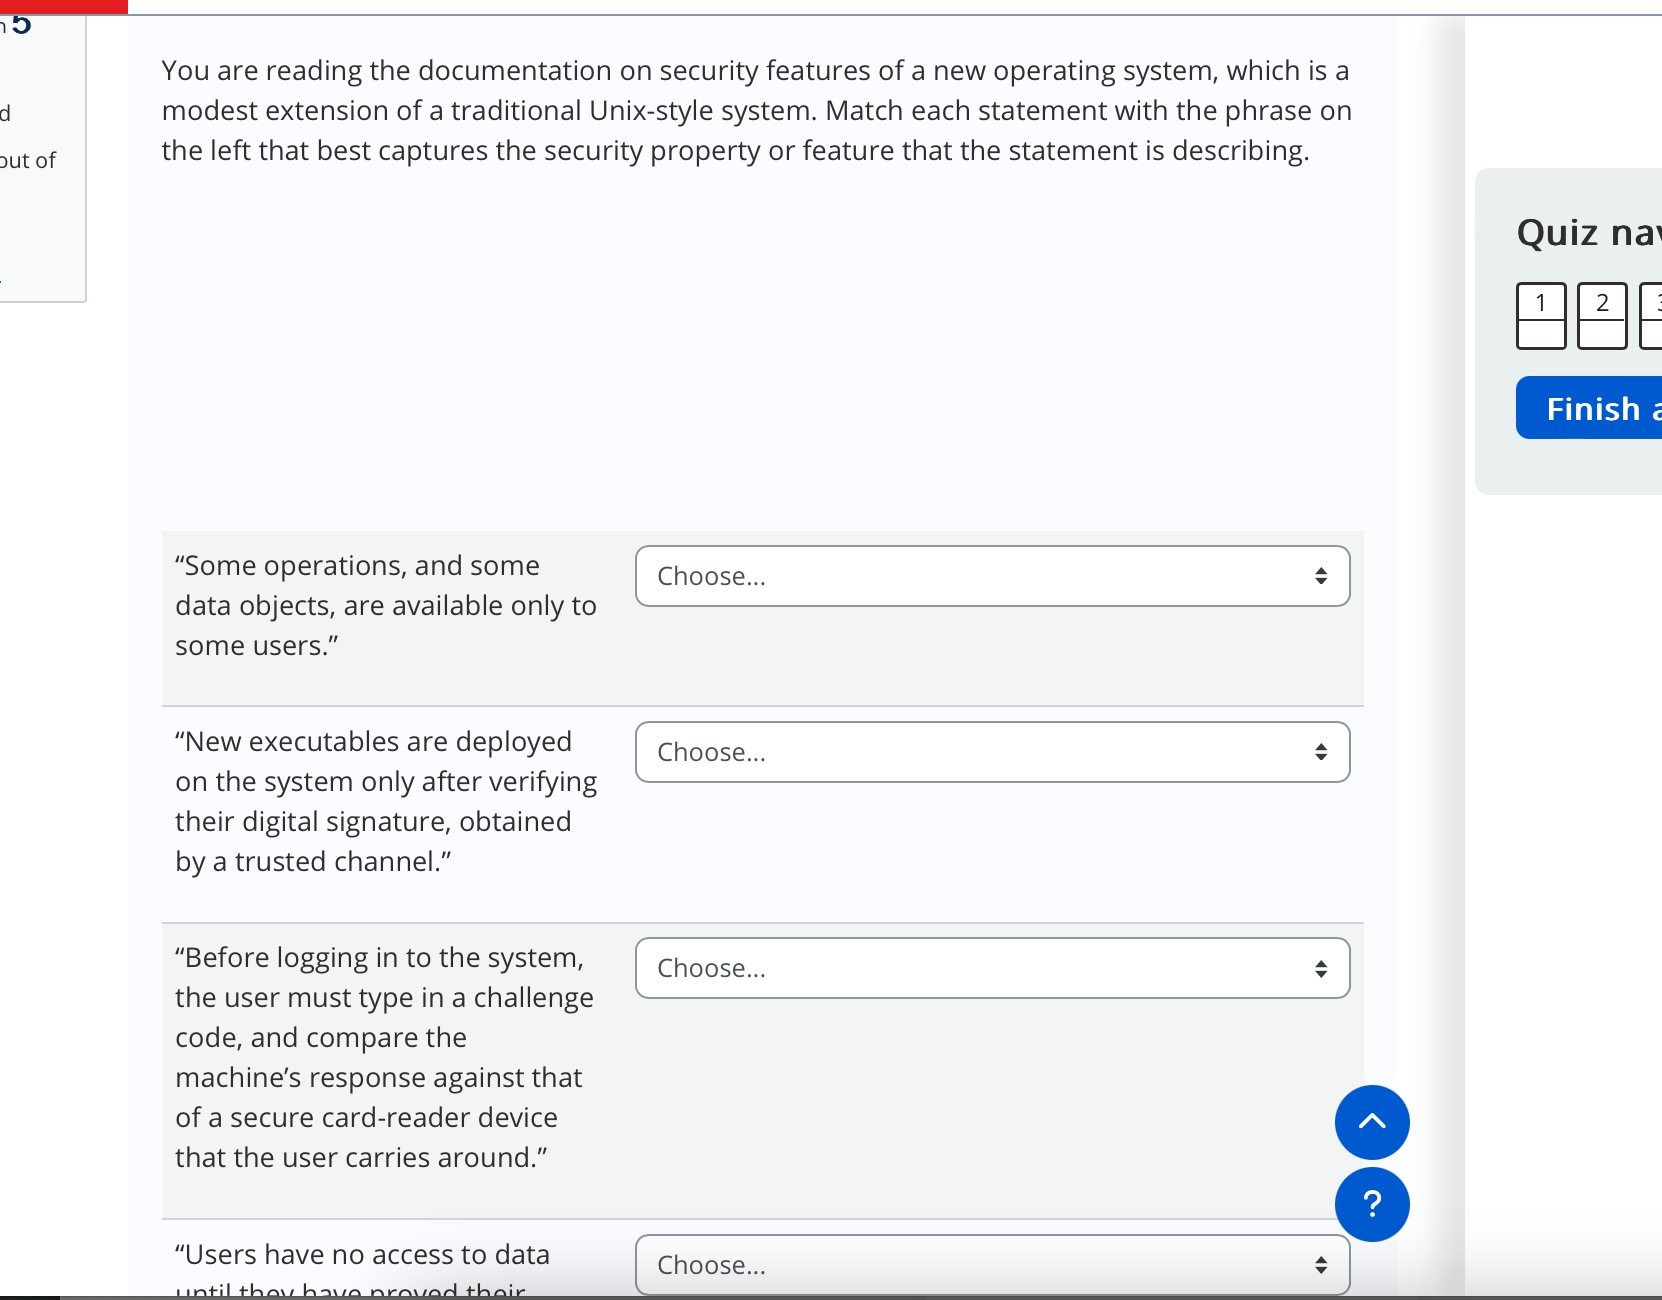 5
d
out of
You are reading the documentation on security features of a new operating system, which is a
modest extension of a traditional Unix-style system. Match each statement with the phrase on
the left that best captures the security property or feature that the statement is describing.
Quiz
1
2
Finish
“Some operations, and some
data objects, are available only to
some users.”
Choose...
“New executables are deployed
on the system only after verifying
their digital signature, obtained
by a trusted channel.”
Choose...
“Before logging in to the system,
the user must type in a challenge
code, and compare the
machine’s response against that
of a secure card-reader device
that the user carries around.”
Choose...
?
“Users have no access to data
until they have proved their
Choose...